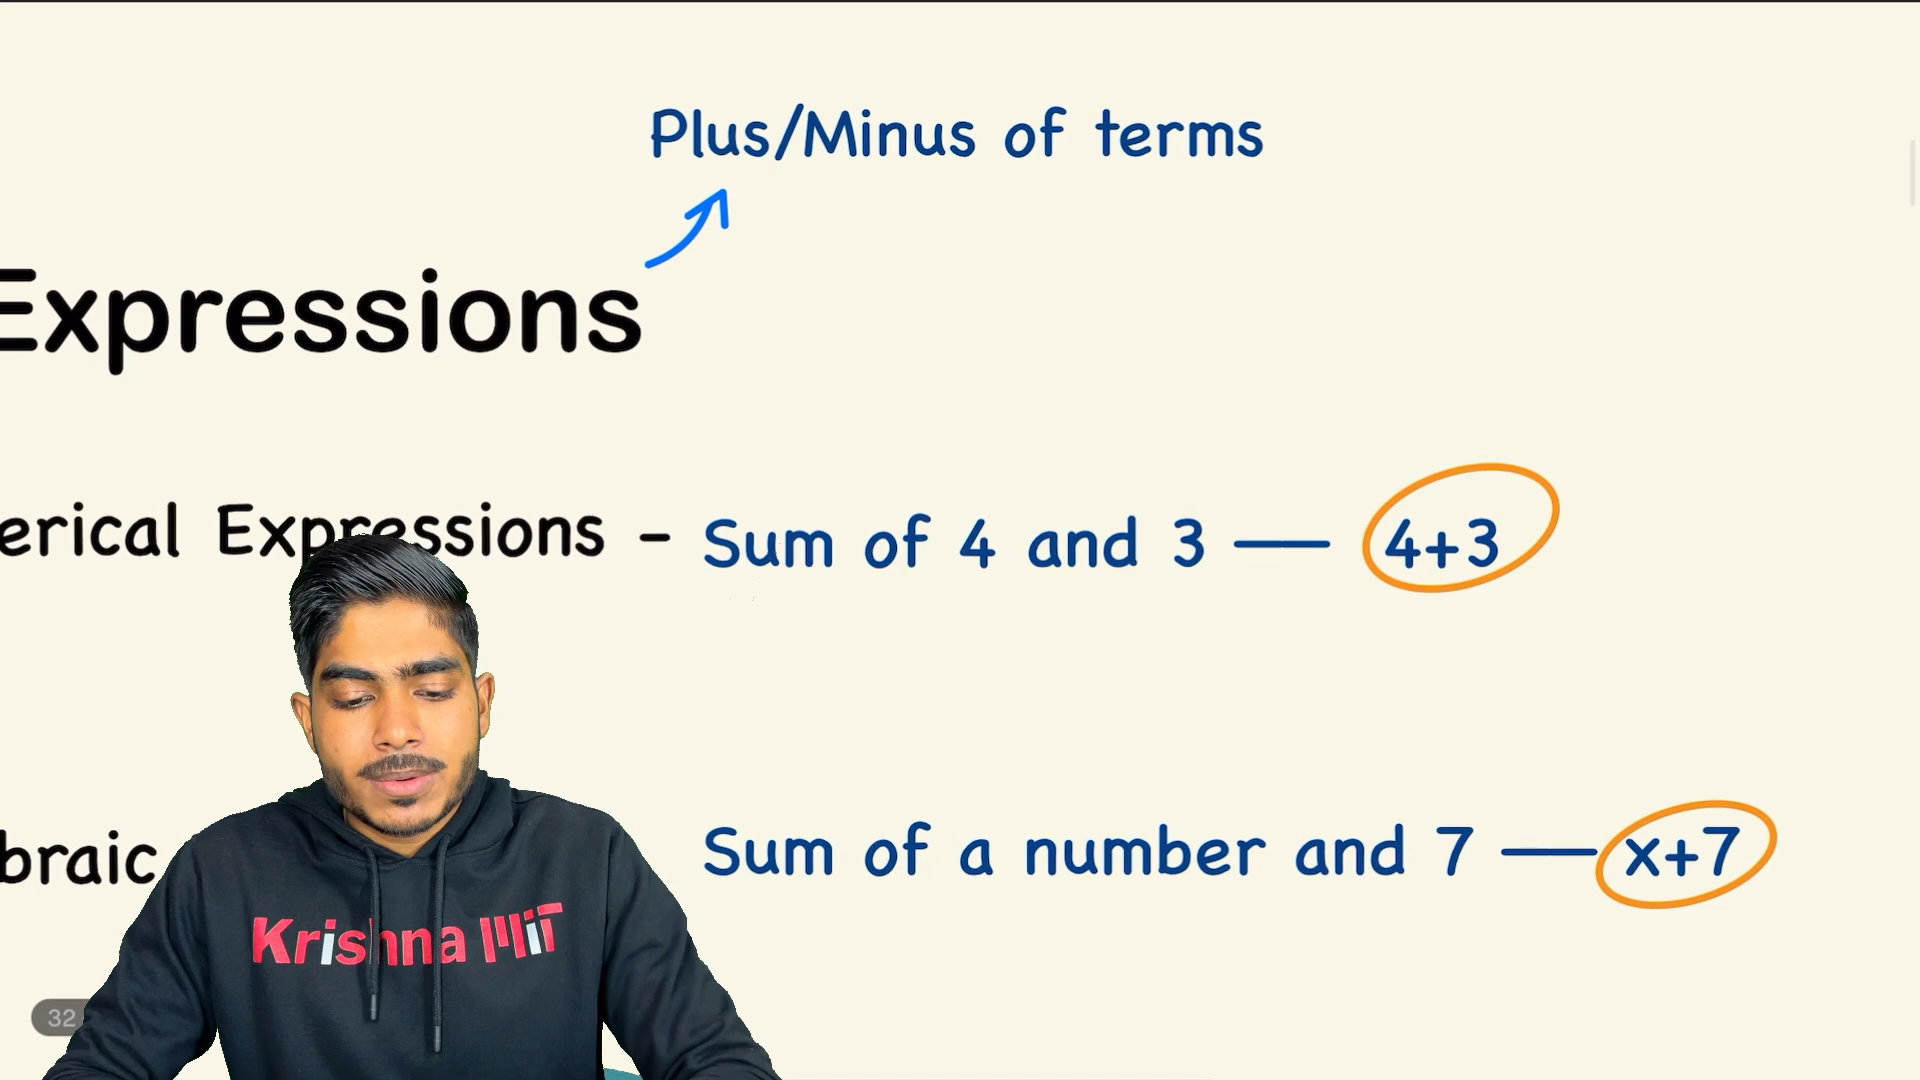 Plus/Minus of terms
Expressions
erical Expressions - Sum of 4 and 3 — 4+3
braic
Sum of a number and 7 — x+7
Krishna MIT
32